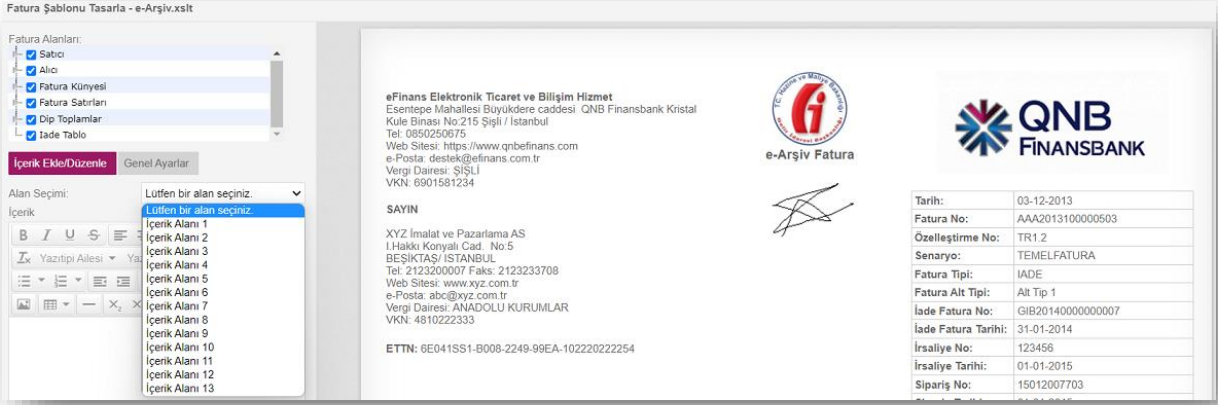 Fatura Şablonu Tasarla - e-Arşiv.xslt
Fatura Alanları:
Satıcı
Alıcı
Fatura Künyesi
Fatura Satırları
Dip Toplamlar
İade Tablo
İçerik Ekle/Düzenle Genel Ayarlar
Alan Seçimi: Lütfen bir alan seçiniz.
İçerik
Lütfen bir alan seçiniz.
İçerik Alanı 1
İçerik Alanı 2
İçerik Alanı 3
İçerik Alanı 4
İçerik Alanı 5
İçerik Alanı 6
İçerik Alanı 7
İçerik Alanı 8
İçerik Alanı 9
İçerik Alanı 10
İçerik Alanı 11
İçerik Alanı 12
İçerik Alanı 13
B I U S
Yazıtipi Ailesi
eFinans Elektronik Ticaret ve Bilişim Hizmet
Esentepe Mahallesi Büyükdere caddesi QNB Finansbank Kristal
Kule Binası No:215 Şişli / İstanbul
Tel: 0850250675
Web Sitesi: https://www.qnbefinans.com
e-Posta: destek@efinans.com.tr
Vergi Dairesi: ŞİŞLİ
VKN: 6901581234
SAYIN
XYZ İmalat ve Pazarlama AS
I.Hakkı Konyalı Cad. No:5
BEŞİKTAŞ/ İSTANBUL
Tel: 2123200007 Faks: 2123233708
Web Sitesi: www.xyz.com.tr
e-Posta: abc@xyz.com.tr
Vergi Dairesi: ANADOLU KURUMLAR
VKN: 4810222333
ETTN: 6E041SS1-B008-2249-99EA-102220222254
T.C. Hazine ve Maliye Bakanlığı
Gelir İdaresi Başkanlığı
e-Arşiv Fatura
QNB
FINANSBANK
Tarih: 03-12-2013
Fatura No: AAA2013100000503
Özelleştirme No: TR1.2
Senaryo: TEMELFATURA
Fatura Tipi: IADE
Fatura Alt Tipi: Alt Tip 1
İade Fatura No: GIB20140000000007
İade Fatura Tarihi: 31-01-2014
İrsaliye No: 123456
İrsaliye Tarihi: 01-01-2015
Sipariş No: 15012007703